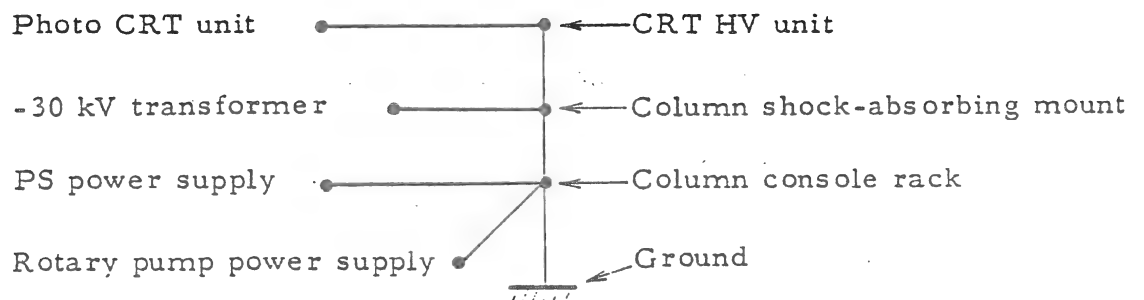 Photo CRT unit CRT HV unit
-30 kV transformer Column shock-absorbing mount
PS power supply Column console rack
Rotary pump power supply Ground